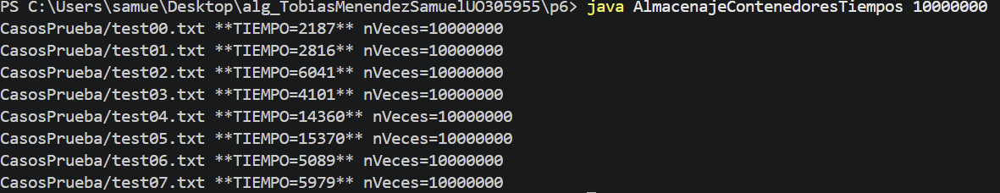 PS C:\Users\samue\Desktop\alg_TobiasMenendezSamuelUO305955\p6> java AlmacenajeContenedoresTiempos 10000000
CasosPrueba/test00.txt **TIEMPO=2187** nVeces=10000000
CasosPrueba/test01.txt **TIEMPO=2816** nVeces=10000000
CasosPrueba/test02.txt **TIEMPO=6041** nVeces=10000000
CasosPrueba/test03.txt **TIEMPO=4101** nVeces=10000000
CasosPrueba/test04.txt **TIEMPO=14360** nVeces=10000000
CasosPrueba/test05.txt **TIEMPO=15370** nVeces=10000000
CasosPrueba/test06.txt **TIEMPO=5089** nVeces=10000000
CasosPrueba/test07.txt **TIEMPO=5979** nVeces=10000000